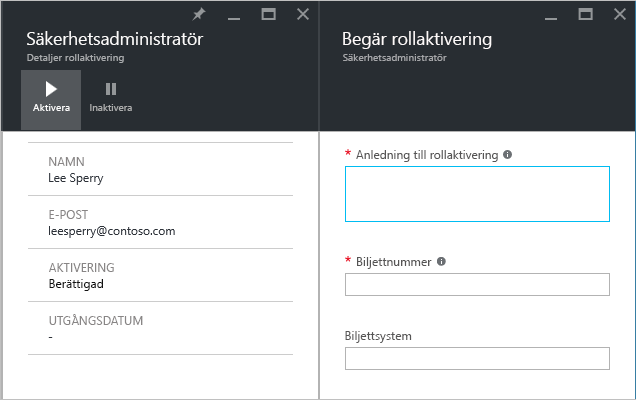 Säkerhetsadministratör
Detaljer rollaktivering
Aktivera
Inaktivera
NAMN
Lee Sperry
E-POST
leesperry@contoso.com
AKTIVERING
Berättigad
UTGÅNGSDATUM
-
Begär rollaktivering
Säkerhetsadministratör
* Anledning till rollaktivering
* Biljettnummer
Biljettsystem